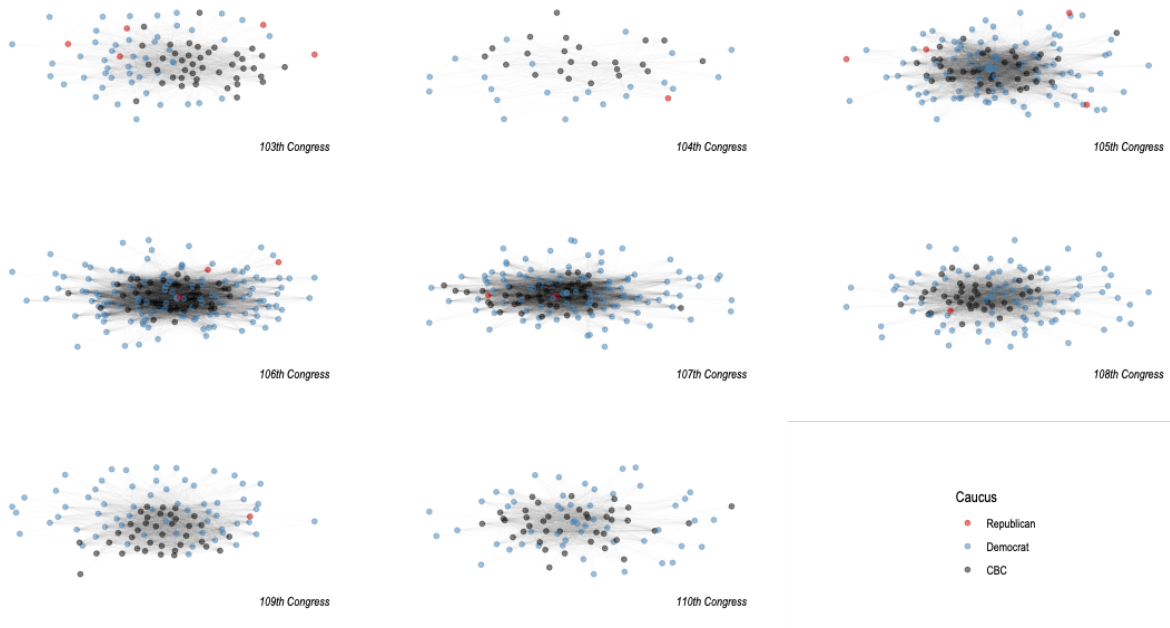 103th Congress
104th Congress
105th Congress
106th Congress
107th Congress
108th Congress
109th Congress
110th Congress
Caucus
Republican
Democrat
CBC